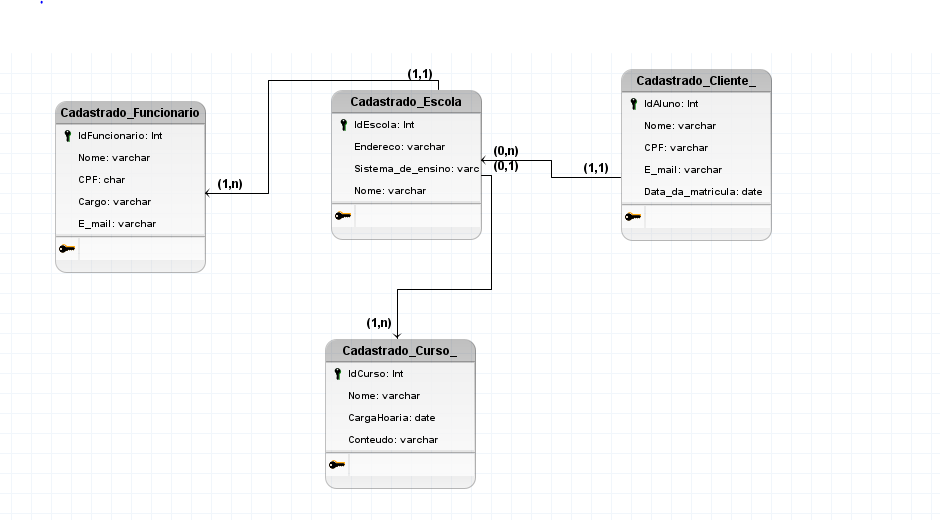 Cadastrado_Funcionario
IdFuncionario: Int
Nome: varchar
CPF: char
Cargo: varchar
E_mail: varchar
(1,n)
(1,1)
Cadastrado_Escola
IdEscola: Int
Endereco: varchar
Sistema_de_ensino: varc
Nome: varchar
(0,n)
(0,1)
(1,1)
Cadastrado_Cliente_
IdAluno: Int
Nome: varchar
CPF: varchar
E_mail: varchar
Data_da_matricula: date
(1,n)
Cadastrado_Curso_
IdCurso: Int
Nome: varchar
CargaHoaria: date
Conteudo: varchar